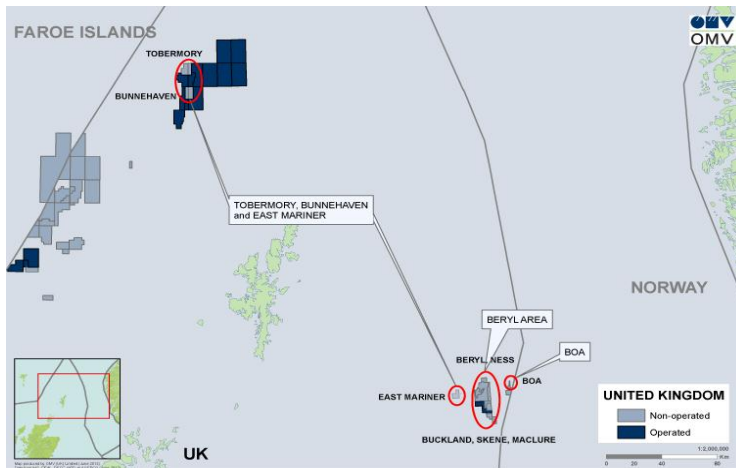 FAROE ISLANDS
OMV
TOBERMORY
BUNNEHAVEN
TOBERMORY, BUNNEHAVEN
and EAST MARINER
NORWAY
BERYL AREA
BERYL, NESS
BOA
BOA
EAST MARINER
BUCKLAND, SKENE, MACLURE
UK
UNITED KINGDOM
Non-operated
Operated
1:2,000,000
0 20 40 60 80
Km